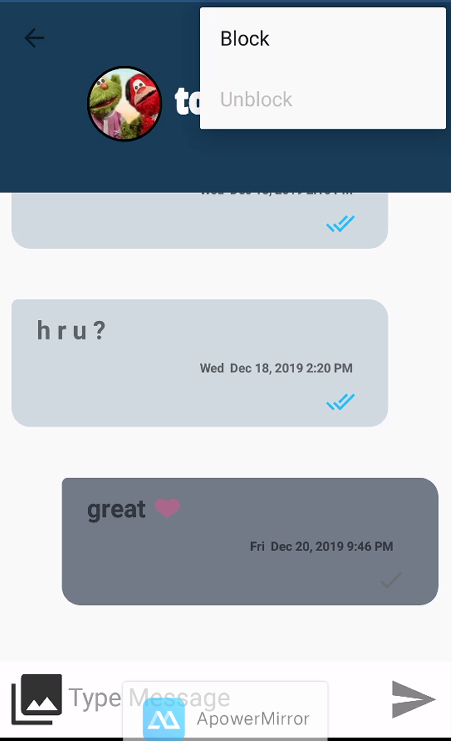 Block
Unblock
h r u ?
Wed Dec 18, 2019 2:20 PM
great
Fri Dec 20, 2019 9:46 PM
Type Message
ApowerMirror